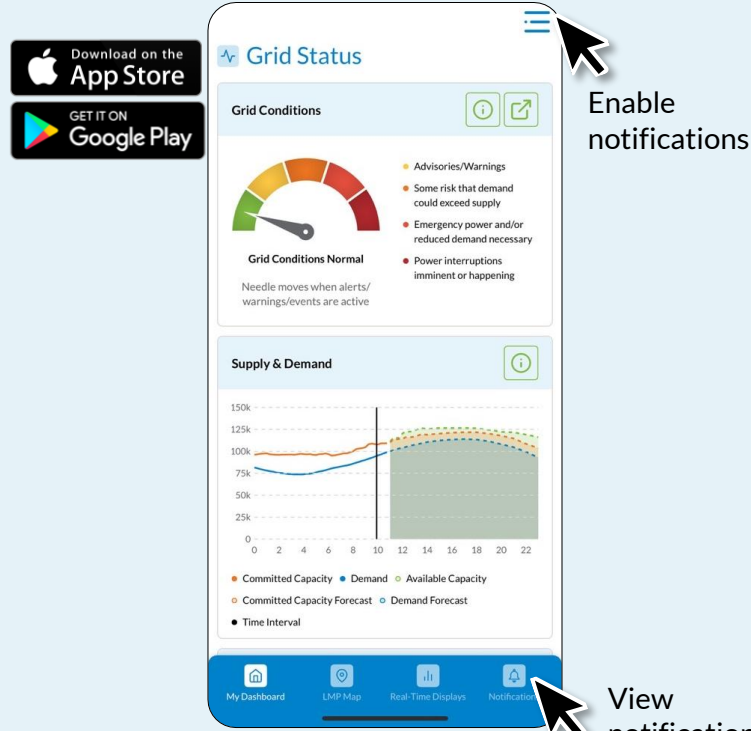 Download on the
App Store
GET IT ON
Google Play
Grid Status
Enable
notifications
Grid Conditions
Advisories/Warnings
Some risk that demand
could exceed supply
Emergency power and/or
reduced demand necessary
Power interruptions
imminent or happening
Grid Conditions Normal
Needle moves when alerts/
warnings/events are active
Supply & Demand
150k
125k
100k
75k
50k
25k
0
0 2 4 6 8 10 12 14 16 18 20 22
Committed Capacity Demand Available Capacity
Committed Capacity Forecast Demand Forecast
Time Interval
My Dashboard LMP Map Real-Time Displays Notification
View
notification